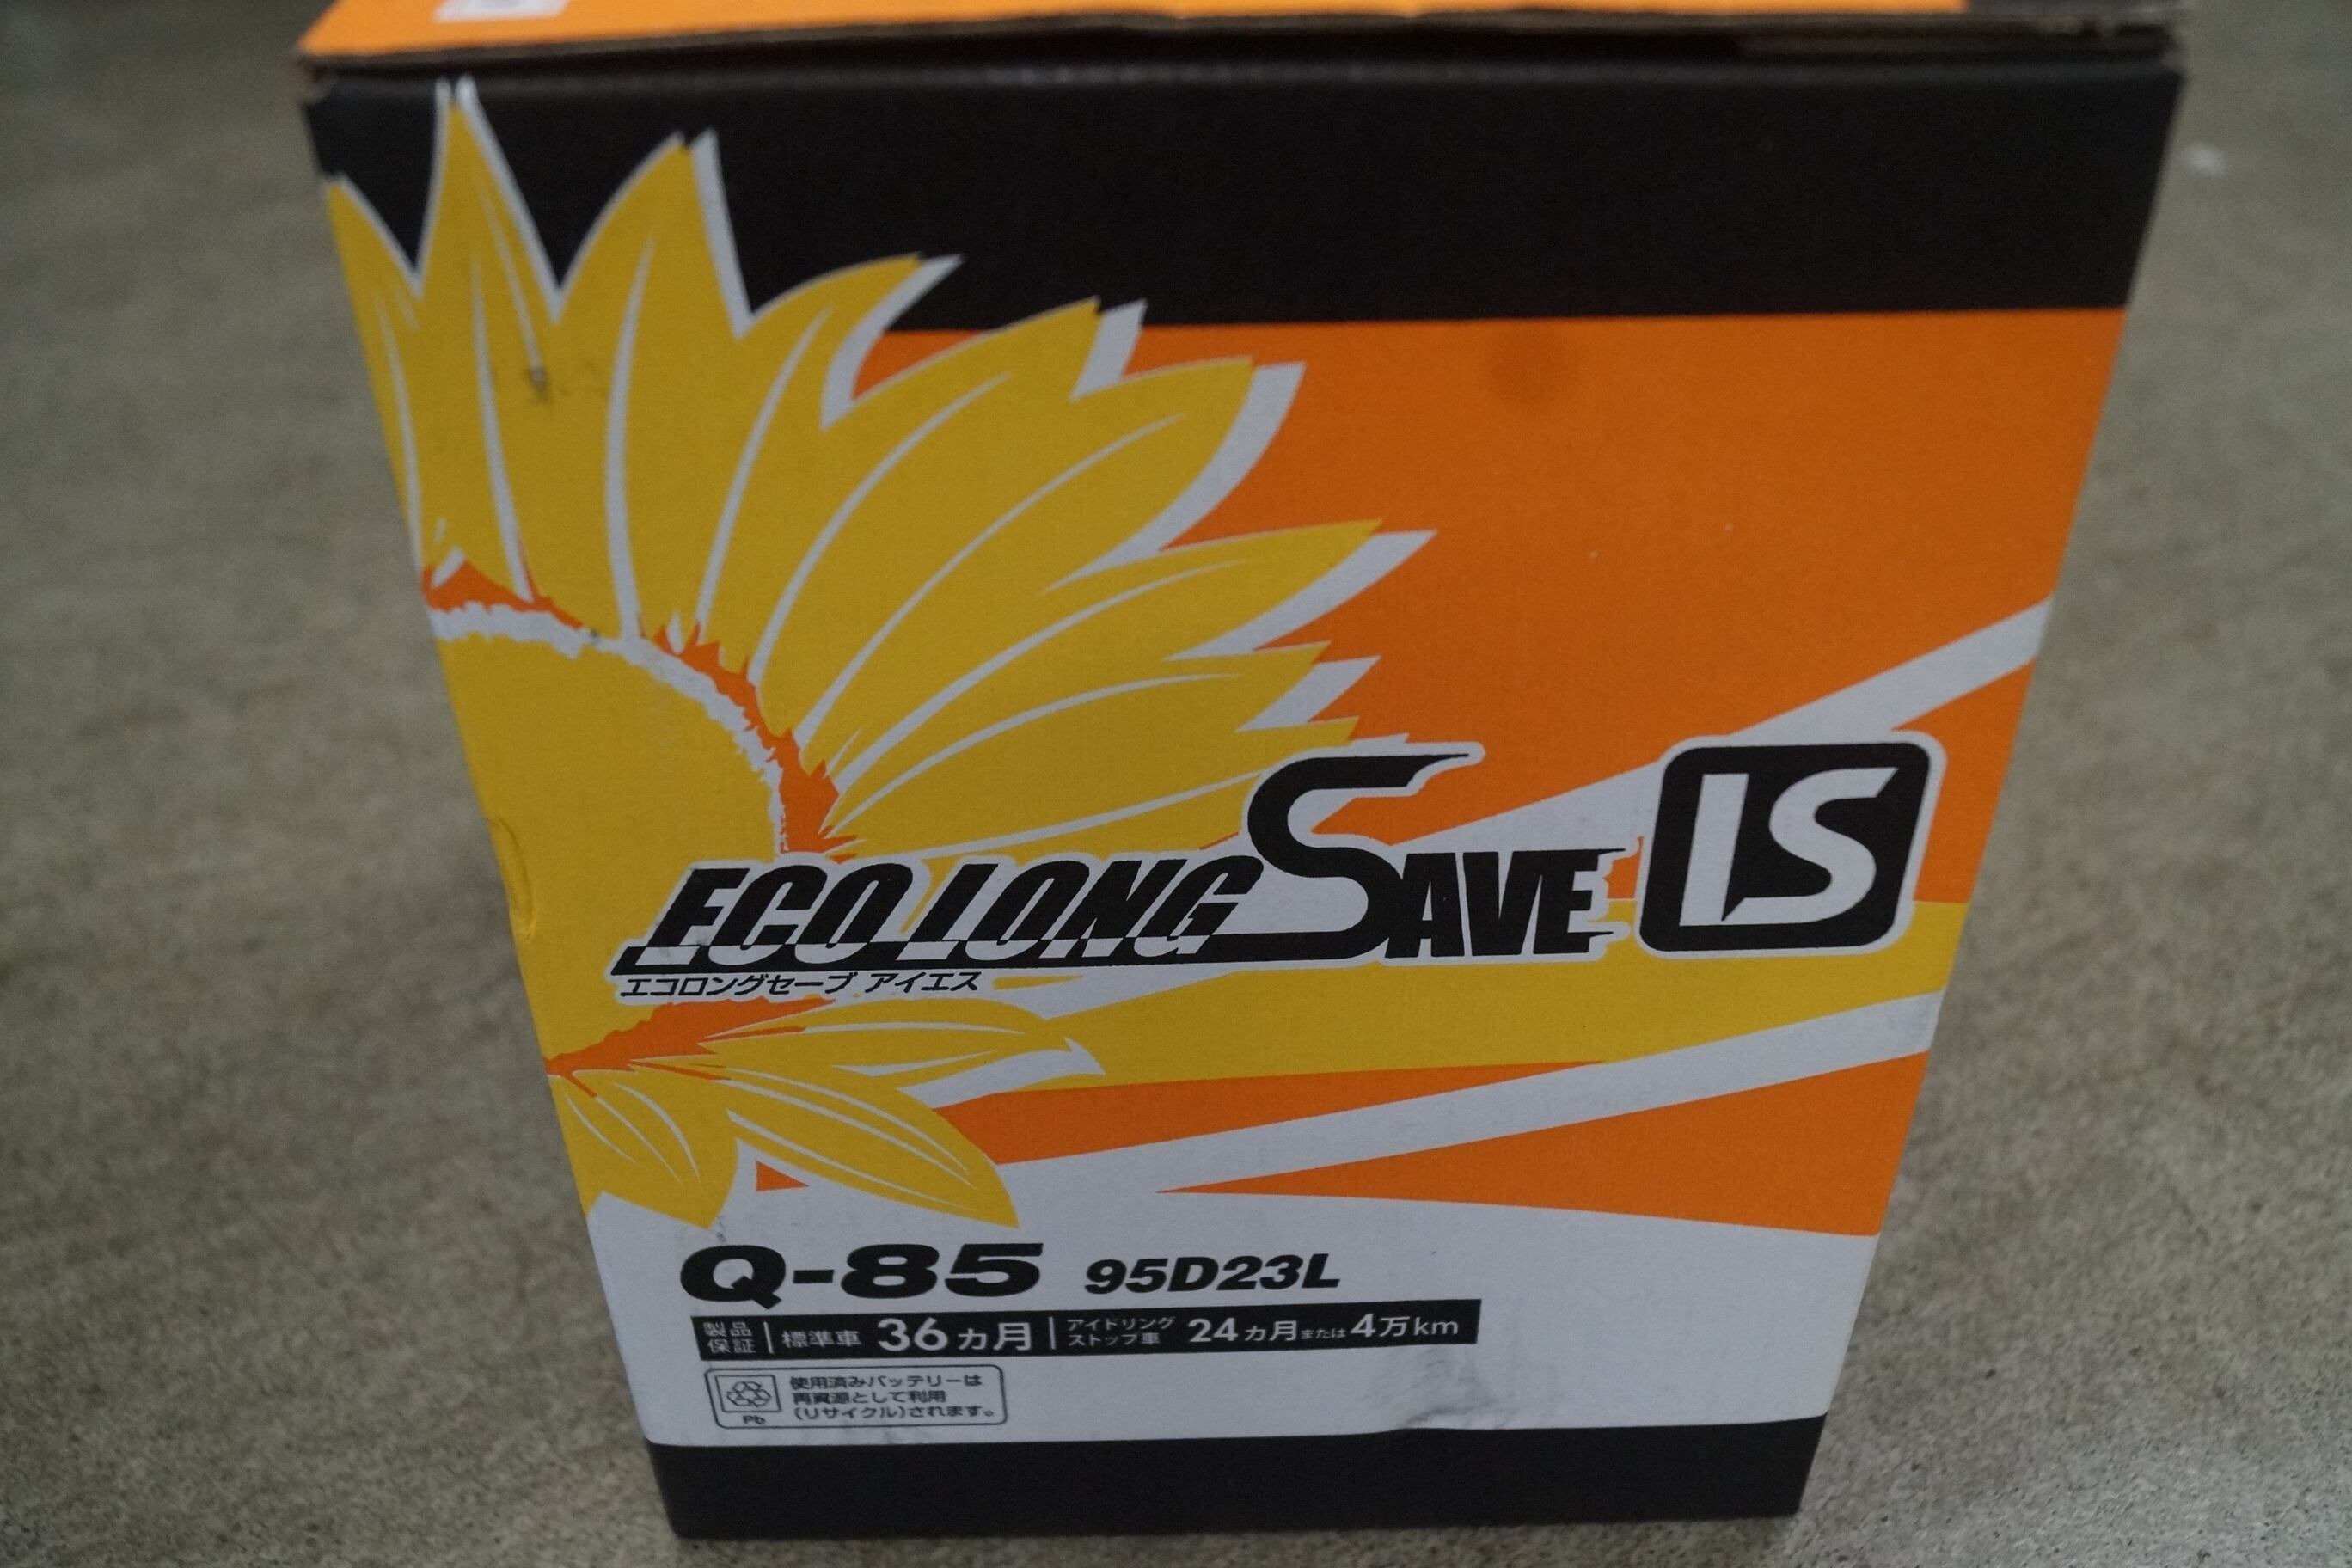 ECO LONG SAVE IS
エコロングセーブ アイエス
Q-85 95D23L
製品保証 標準車 36カ月 アイドリングストップ車 24カ月または4万km
使用済みバッテリーは
再資源として利用
(リサイクル)されます。
Pb